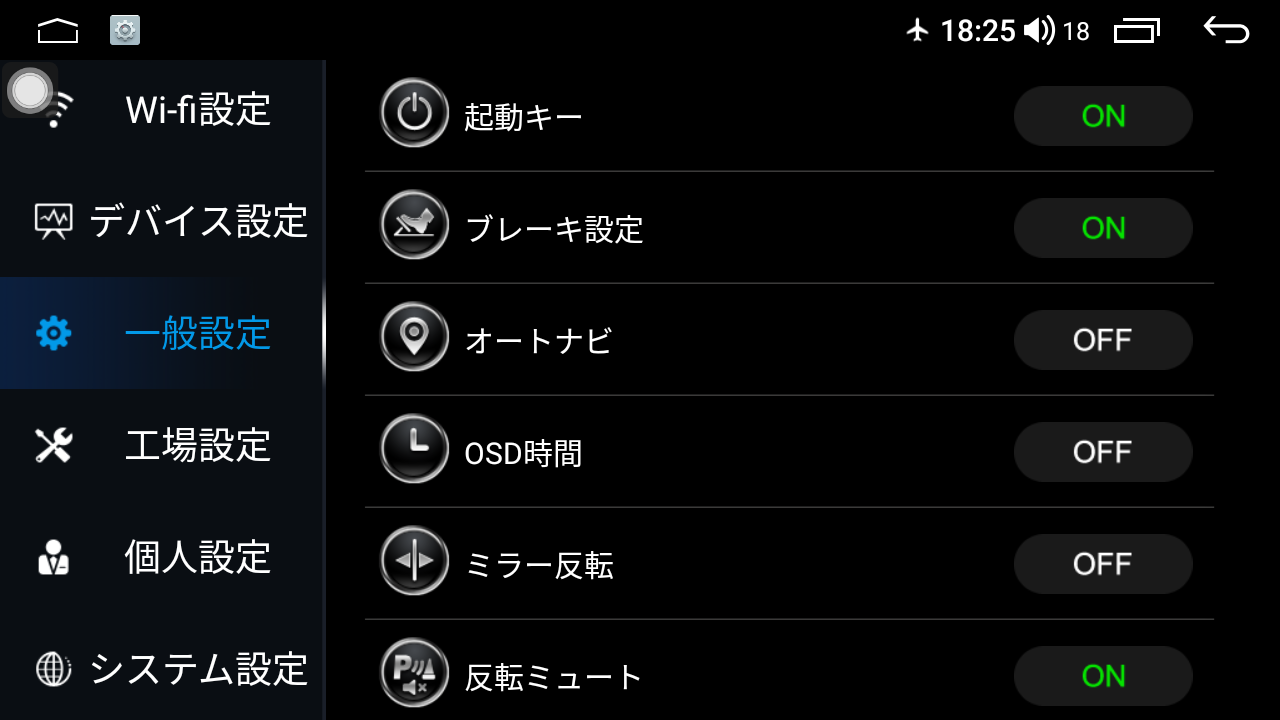 18:25 18
Wi-fi設定
デバイス設定
一般設定
工場設定
個人設定
システム設定
起動キー ON
ブレーキ設定 ON
オートナビ OFF
OSD時間 OFF
ミラー反転 OFF
P
反転ミュート ON